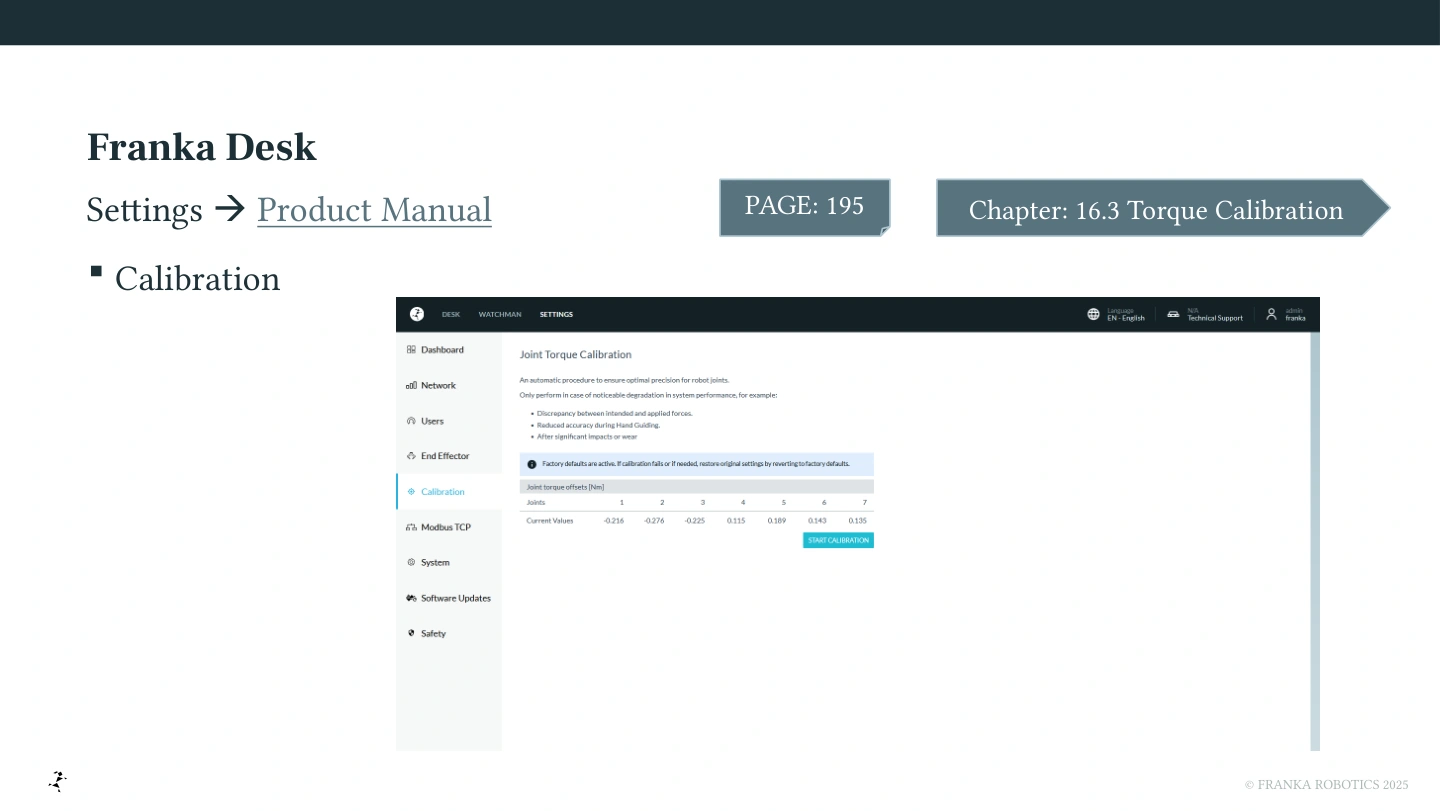 Franka Desk
Settings → Product Manual
PAGE: 195
Chapter: 16.3 Torque Calibration
▪ Calibration
DESK WATCHMAN SETTINGS
Language
EN - English
N/A
Technical Support
admin
franka
Dashboard
Network
Users
End Effector
Calibration
Modbus TCP
System
Software Updates
Safety
Joint Torque Calibration
An automatic procedure to ensure optimal precision for robot joints.
Only perform in case of noticeable degradation in system performance, for example:
• Discrepancy between intended and applied forces.
• Reduced accuracy during Hand Guiding.
• After significant impacts or wear
Factory defaults are active. If calibration fails or if needed, restore original settings by reverting to factory defaults.
Joint torque offsets [Nm]
Joints 1 2 3 4 5 6 7
Current Values -0.216 -0.276 -0.225 0.115 0.189 0.143 0.135
START CALIBRATION
© FRANKA ROBOTICS 2025